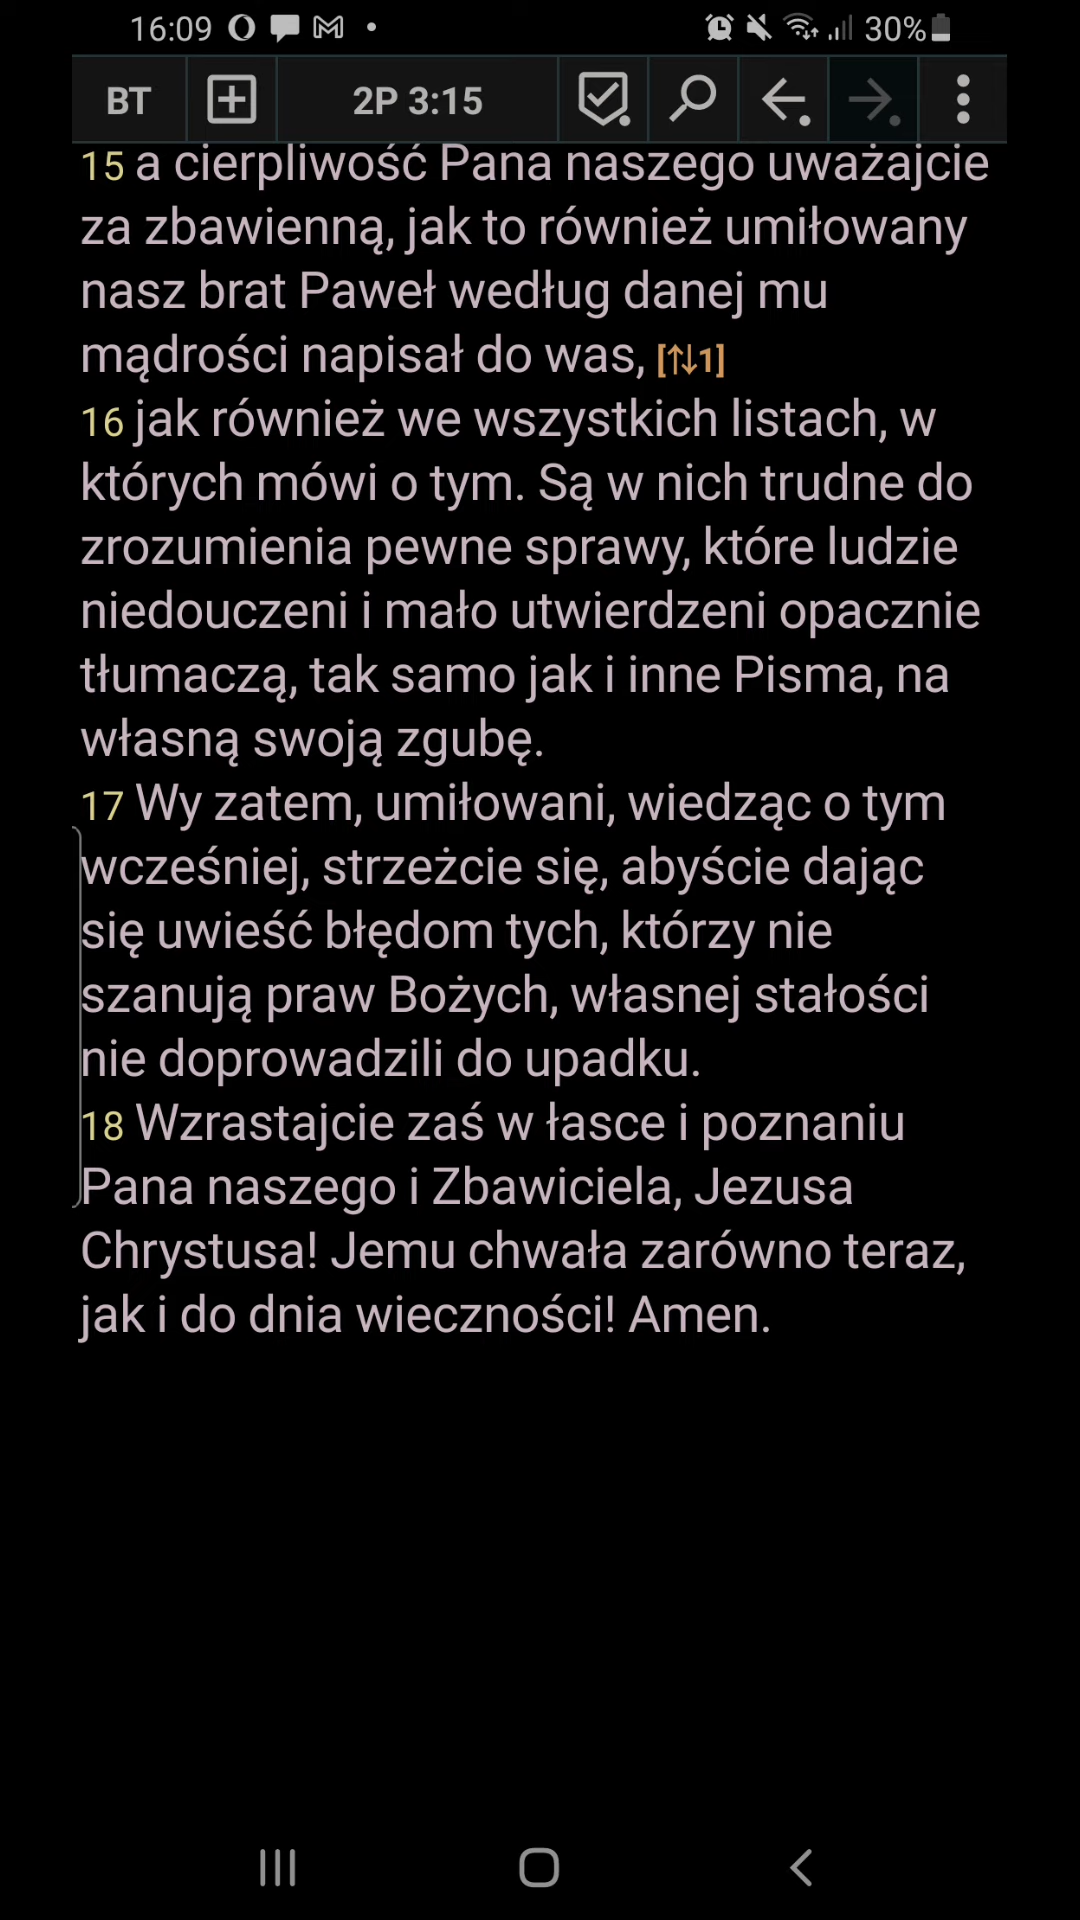 16:09 30%
BT 2P 3:15
15 a cierpliwość Pana naszego uważajcie
za zbawienną, jak to również umiłowany
nasz brat Paweł według danej mu
mądrości napisał do was, [⇅1]
16 jak również we wszystkich listach, w
których mówi o tym. Są w nich trudne do
zrozumienia pewne sprawy, które ludzie
niedouczeni i mało utwierdzeni opacznie
tłumaczą, tak samo jak i inne Pisma, na
własną swoją zgubę.
17 Wy zatem, umiłowani, wiedząc o tym
wcześniej, strzeżcie się, abyście dając
się uwieść błędom tych, którzy nie
szanują praw Bożych, własnej stałości
nie doprowadzili do upadku.
18 Wzrastajcie zaś w łasce i poznaniu
Pana naszego i Zbawiciela, Jezusa
Chrystusa! Jemu chwała zarówno teraz,
jak i do dnia wieczności! Amen.